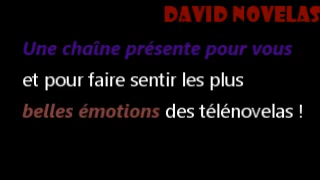 DAVID NOVELAS
Une chaîne présente pour vous
et pour faire sentir les plus
belles émotions des télénovelas !